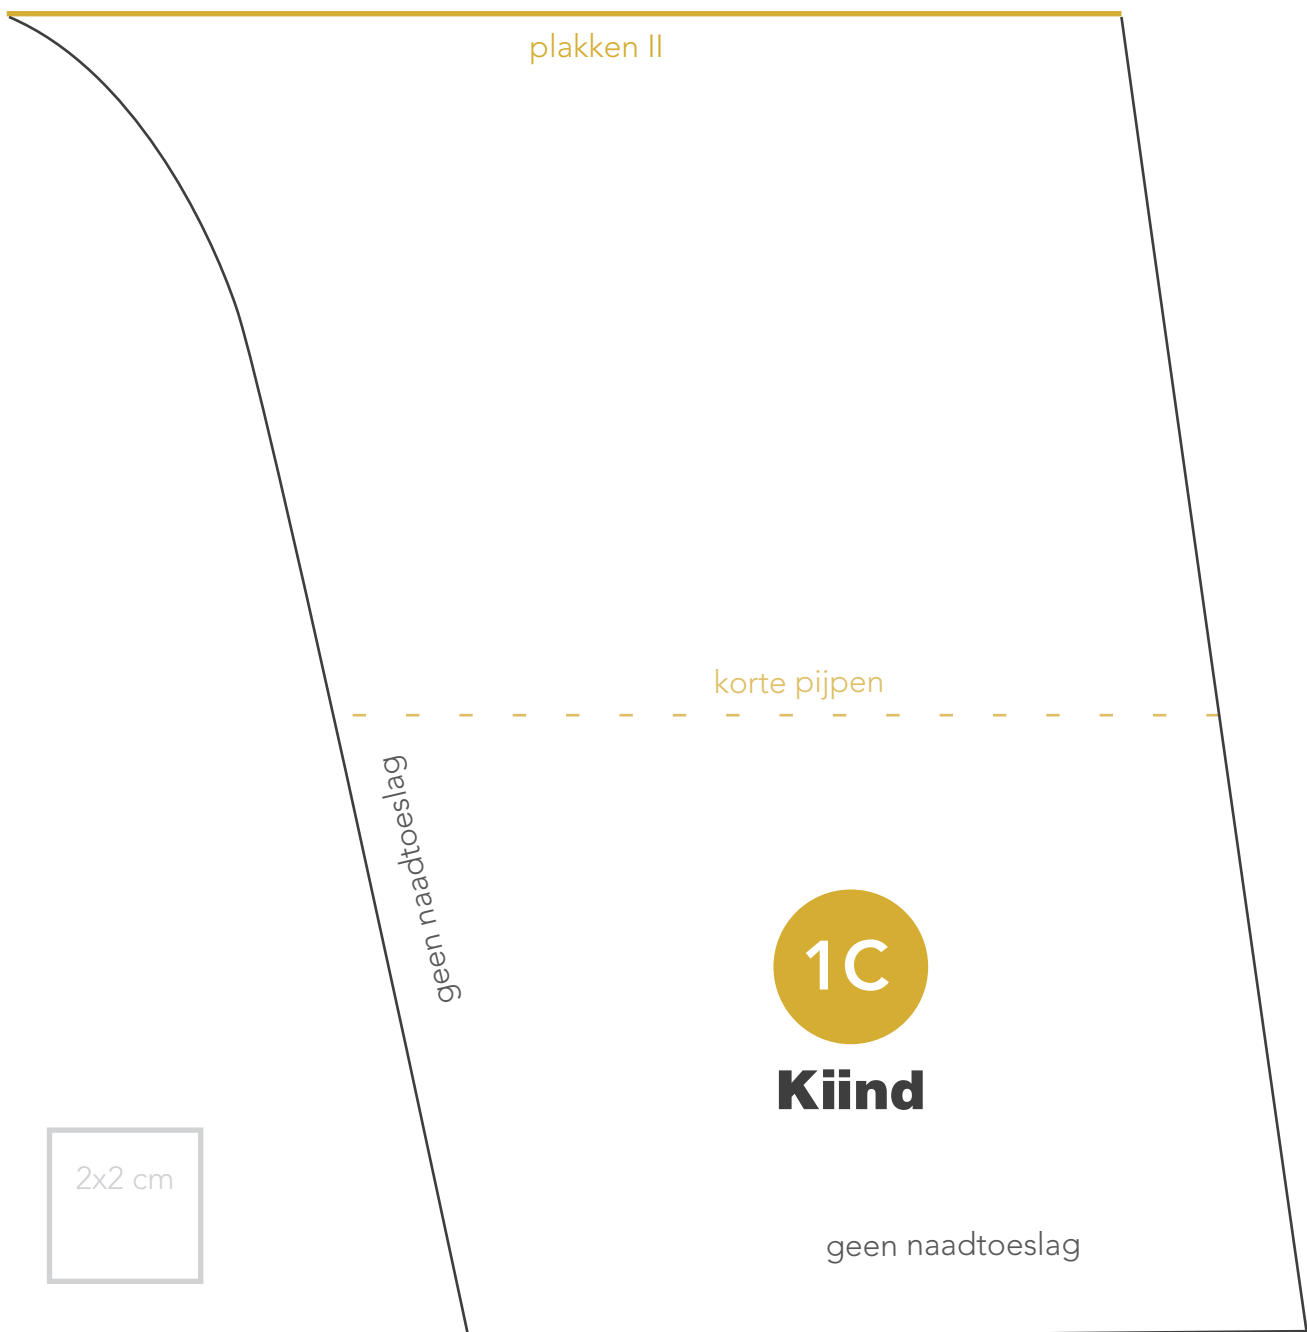 plakken II
korte pijpen
geen naadtoeslag
1C
Kiind
2x2 cm
geen naadtoeslag